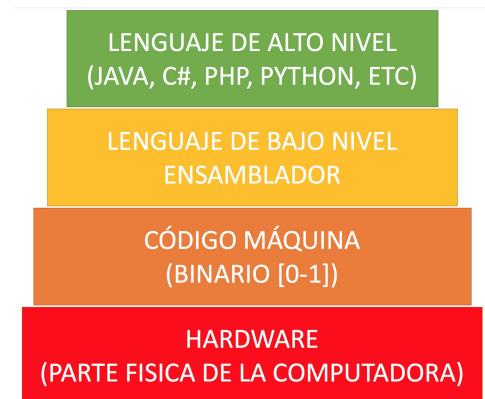 LENGUAJE DE ALTO NIVEL
(JAVA, C#, PHP, PYTHON, ETC)
LENGUAJE DE BAJO NIVEL
ENSAMBLADOR
CÓDIGO MÁQUINA
(BINARIO [0-1])
HARDWARE
(PARTE FISICA DE LA COMPUTADORA)